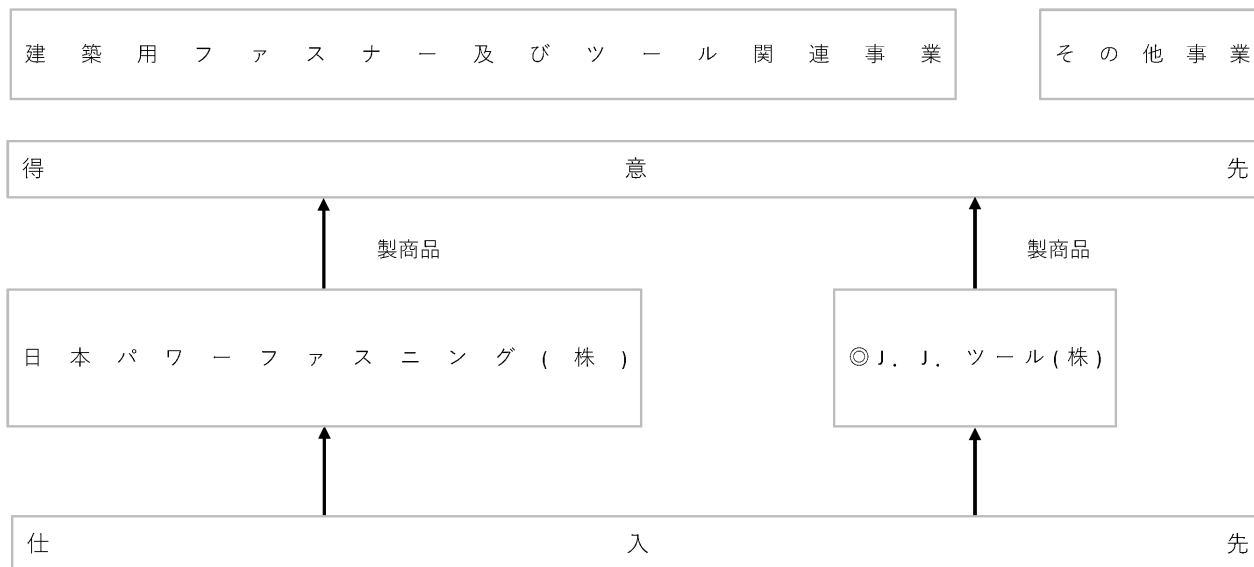 建築用ファスナー及びツール関連事業
その他事業
得意先
製商品
製商品
日本パワーファスニング(株)
◎J．J．ツール(株)
仕入先